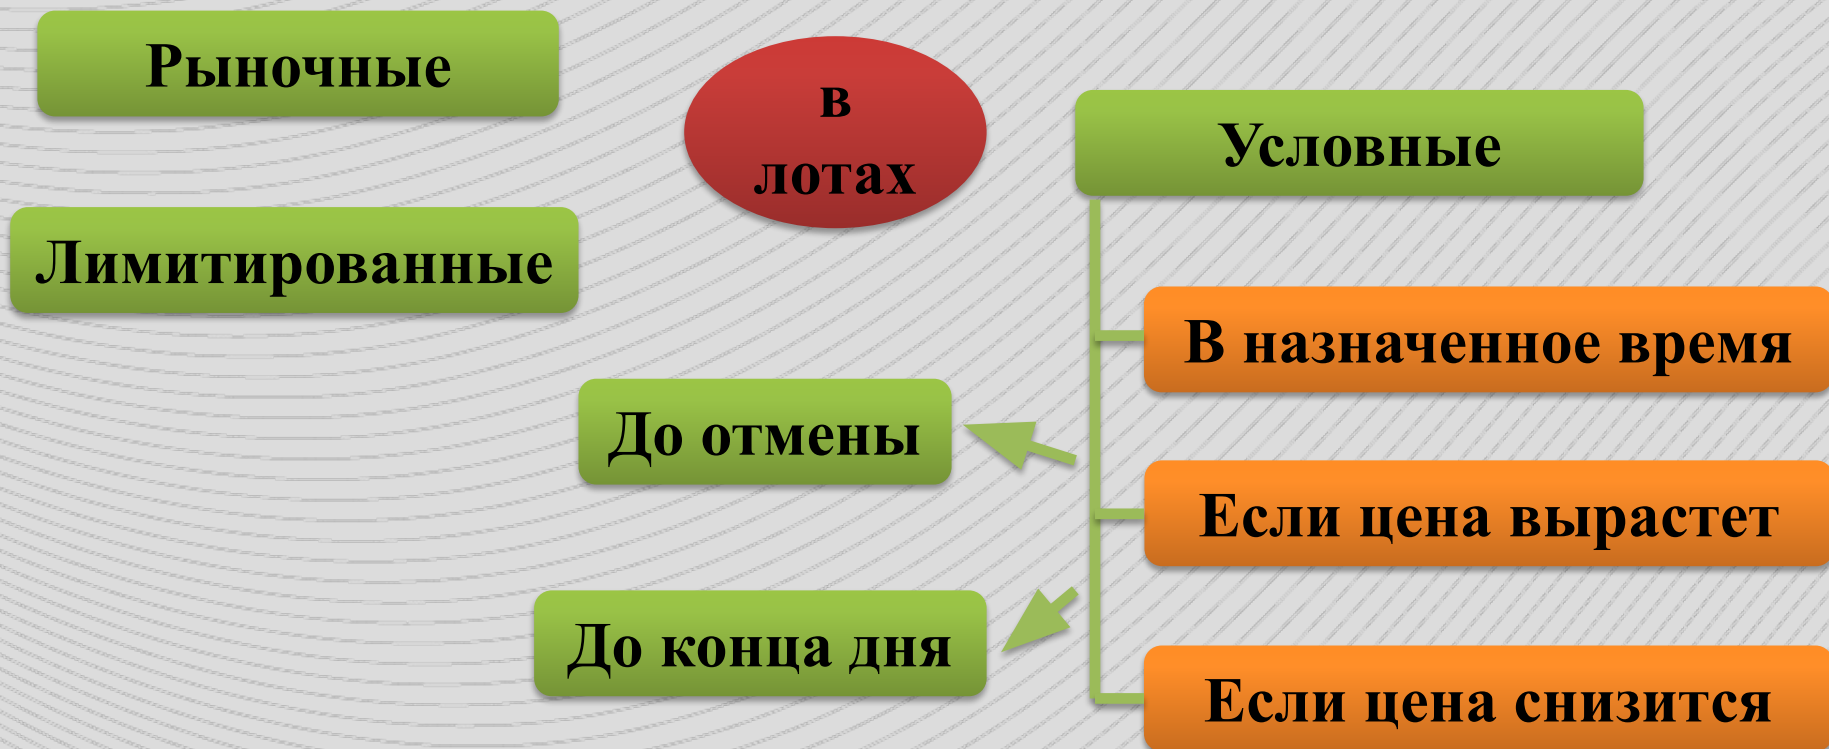 Рыночные
в
лотах
Условные
Лимитированные
В назначенное время
До отмены
Если цена вырастет
До конца дня
Если цена снизится